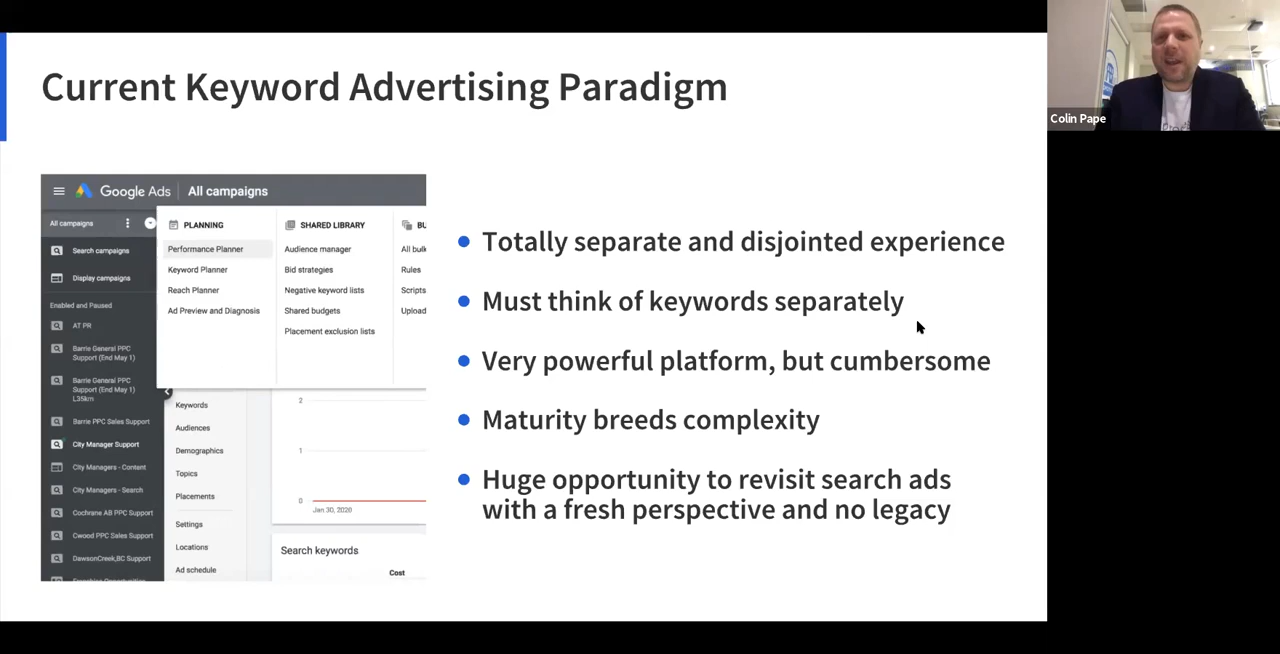 Current Keyword Advertising Paradigm
Colin Pape
Google Ads
All campaigns
All campaigns
Search campaigns
Display campaigns
Enabled and Paused
AT PR
Barrie General PPC
Support (End May 1)
Barrie General PPC
Support (End May 1)
L35km
Barrie PPC Sales Support
City Manager Support
City Managers - Content
City Managers - Search
Cochrane AB PPC Support
Cwood PPC Sales Support
DawsonCreek,BC Support
PLANNING
Performance Planner
Keyword Planner
Reach Planner
Ad Preview and Diagnosis
SHARED LIBRARY
Audience manager
Bid strategies
Negative keyword lists
Shared budgets
Placement exclusion lists
BU
All bulk
Rules
Scripts
Upload
Keywords
Audiences
Demographics
Topics
Placements
Settings
Locations
Ad schedule
2
1
0
Jan 30, 2020
Search keywords
Cost
Totally separate and disjointed experience
Must think of keywords separately
Very powerful platform, but cumbersome
Maturity breeds complexity
Huge opportunity to revisit search ads
with a fresh perspective and no legacy